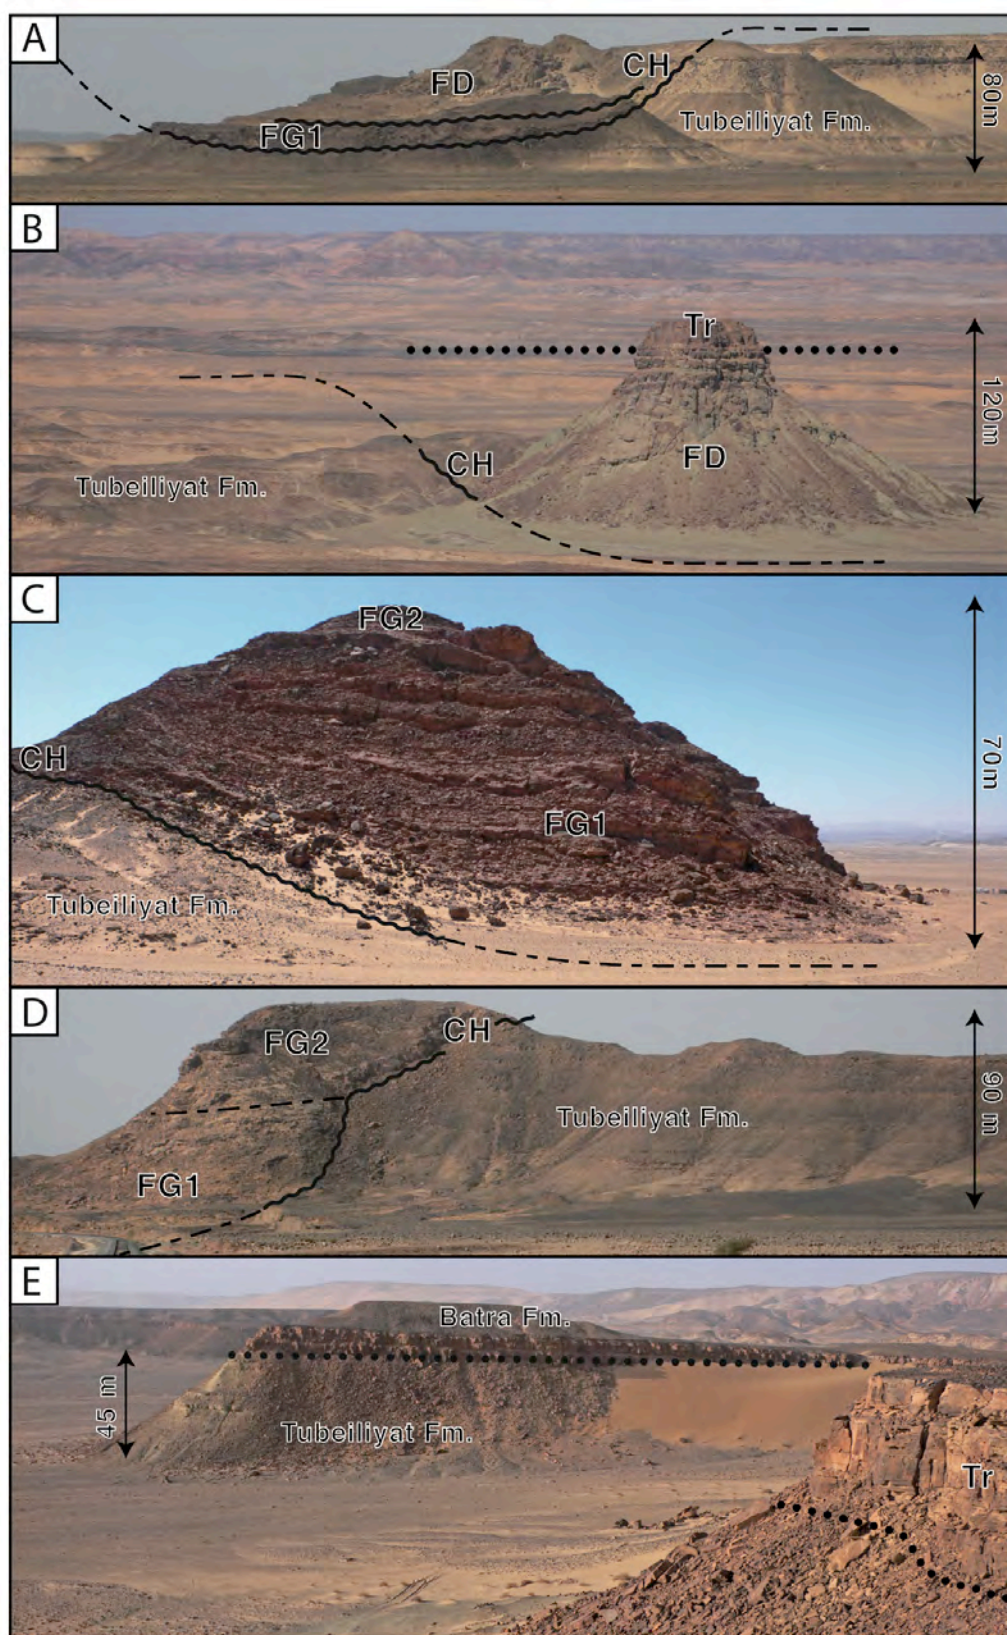 A
FD
CH
FG1
Tubeiliyat Fm.
80m
B
Tr
CH
FD
Tubeiliyat Fm.
120m
C
FG2
CH
FG1
Tubeiliyat Fm.
70m
D
FG2
CH
Tubeiliyat Fm.
FG1
90 m
E
Batra Fm.
45 m
Tubeiliyat Fm.
Tr